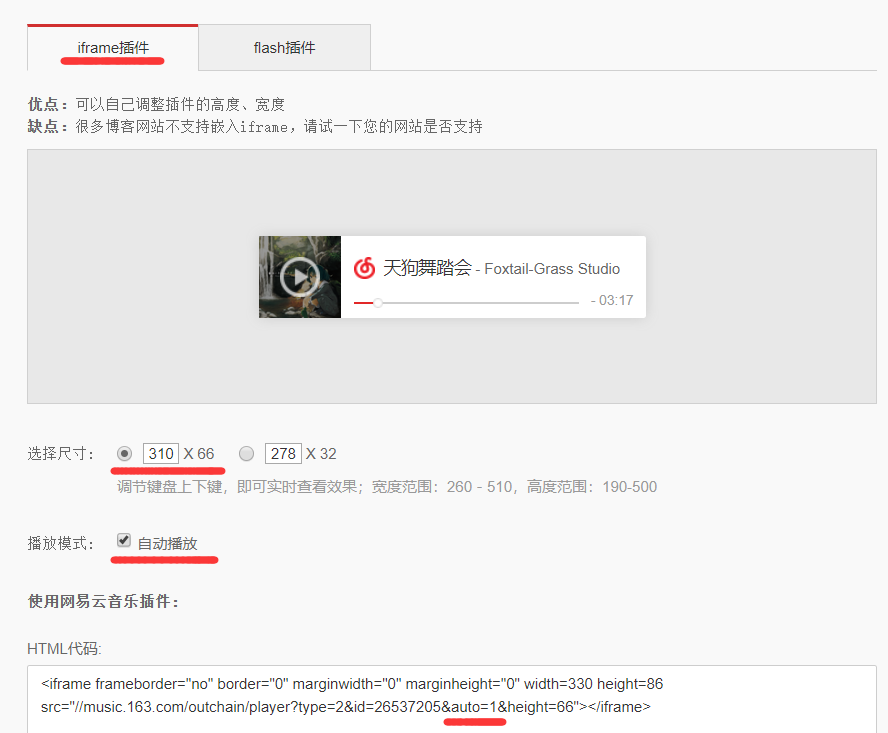 iframe插件
flash插件
优点：可以自己调整插件的高度、宽度
缺点：很多博客网站不支持嵌入iframe，请试一下您的网站是否支持
天狗舞踏会 - Foxtail-Grass Studio
- 03:17
选择尺寸： 310 X 66 278 X 32
调节键盘上下键，即可实时查看效果；宽度范围：260 - 510，高度范围：190-500
播放模式： 自动播放
使用网易云音乐插件：
HTML代码:
<iframe frameborder="no" border="0" marginwidth="0" marginheight="0" width=330 height=86
src="//music.163.com/outchain/player?type=2&id=26537205&auto=1&height=66"></iframe>